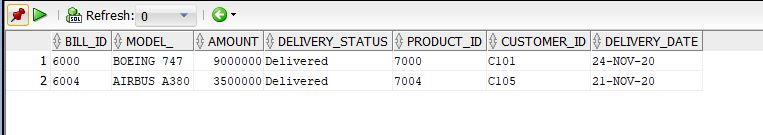 SQL Refresh: 0
BILL_ID MODEL_ AMOUNT DELIVERY_STATUS PRODUCT_ID CUSTOMER_ID DELIVERY_DATE
1 6000 BOEING 747 9000000 Delivered 7000 C101 24-NOV-20
2 6004 AIRBUS A380 3500000 Delivered 7004 C105 21-NOV-20